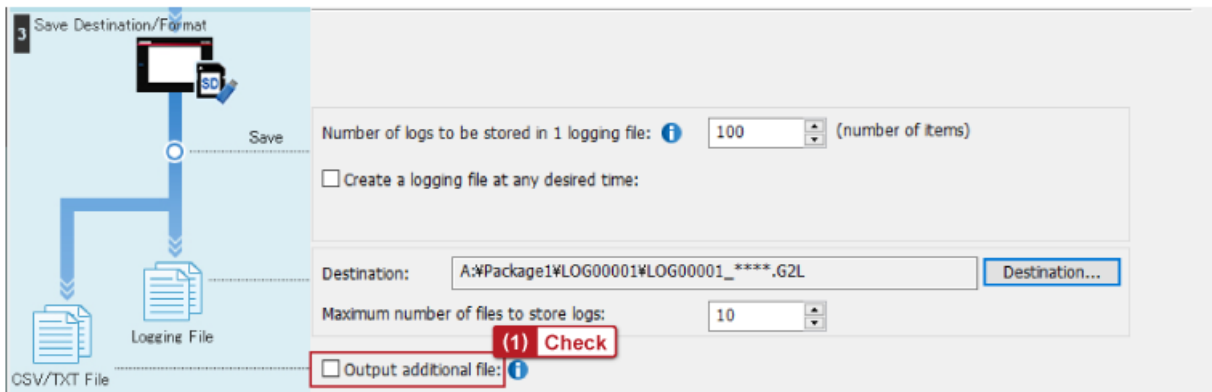 3 Save Destination/Format
SD
Save
Number of logs to be stored in 1 logging file: 100 (number of items)
Create a logging file at any desired time:
Destination: A:¥Package1¥LOG00001¥LOG00001_****.G2L Destination...
Maximum number of files to store logs: 10
Logging File
(1) Check
Output additional file:
CSV/TXT File